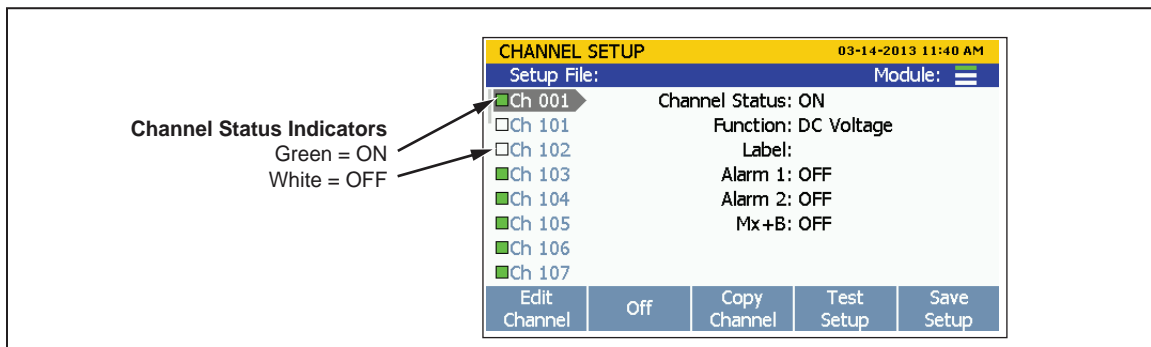 Channel Status Indicators
Green = ON
White = OFF
CHANNEL SETUP 03-14-2013 11:40 AM
Setup File: Module:
Ch 001 Channel Status: ON
Ch 101 Function: DC Voltage
Ch 102 Label:
Ch 103 Alarm 1: OFF
Ch 104 Alarm 2: OFF
Ch 105 Mx+B: OFF
Ch 106
Ch 107
Edit Channel Off Copy Channel Test Setup Save Setup